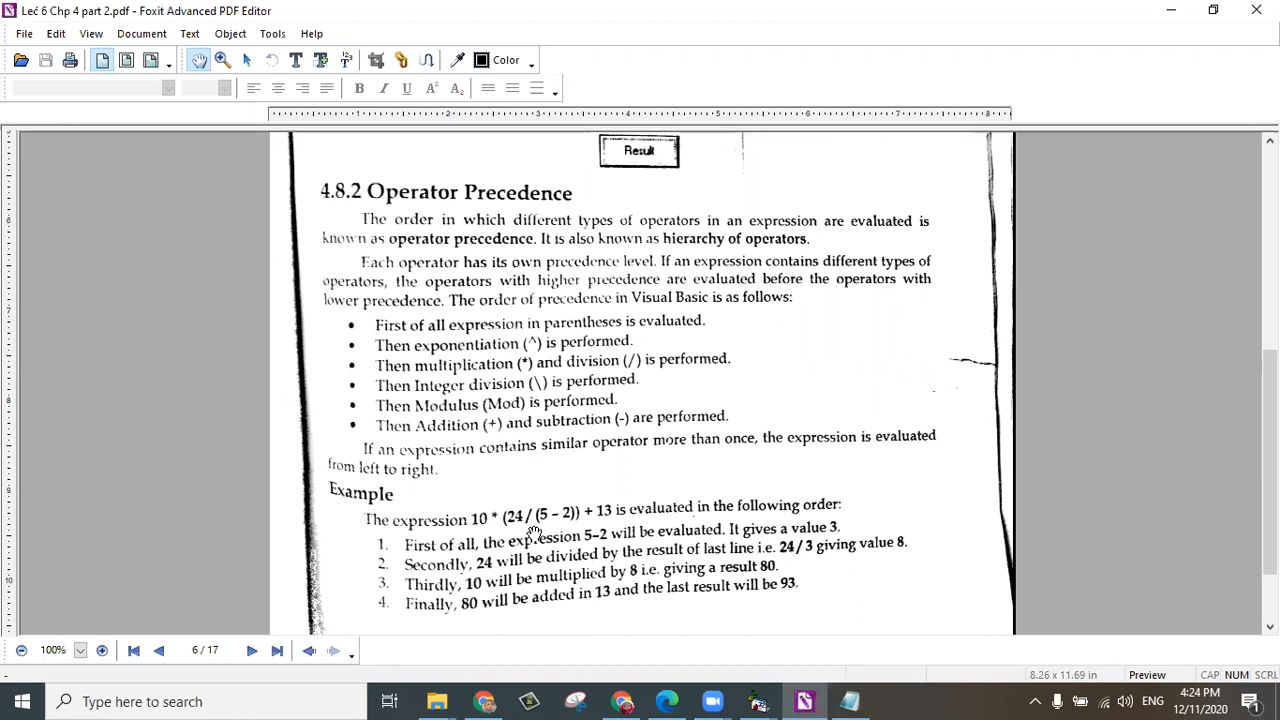 Lec 6 Chp 4 part 2.pdf - Foxit Advanced PDF Editor
File Edit View Document Text Object Tools Help
Color
1 2 3 4 5 6 7 8
Result
4.8.2 Operator Precedence
The order in which different types of operators in an expression are evaluated is
known as operator precedence. It is also known as hierarchy of operators.
Each operator has its own precedence level. If an expression contains different types of
operators, the operators with higher precedence are evaluated before the operators with
lower precedence. The order of precedence in Visual Basic is as follows:
• First of all expression in parentheses is evaluated.
• Then exponentiation (^) is performed.
• Then multiplication (*) and division (/) is performed.
• Then Integer division (\) is performed.
• Then Modulus (Mod) is performed.
• Then Addition (+) and subtraction (-) are performed.
If an expression contains similar operator more than once, the expression is evaluated
from left to right.
Example
The expression 10 * (24/(5 – 2)) + 13 is evaluated in the following order:
1. First of all, the expression 5–2 will be evaluated. It gives a value 3.
2. Secondly, 24 will be divided by the result of last line i.e. 24/3 giving value 8.
3. Thirdly, 10 will be multiplied by 8 i.e. giving a result 80.
4. Finally, 80 will be added in 13 and the last result will be 93.
100% 6 / 17
8.26 x 11.69 in Preview CAP NUM SCR
Type here to search
ENG
4:24 PM
12/11/2020